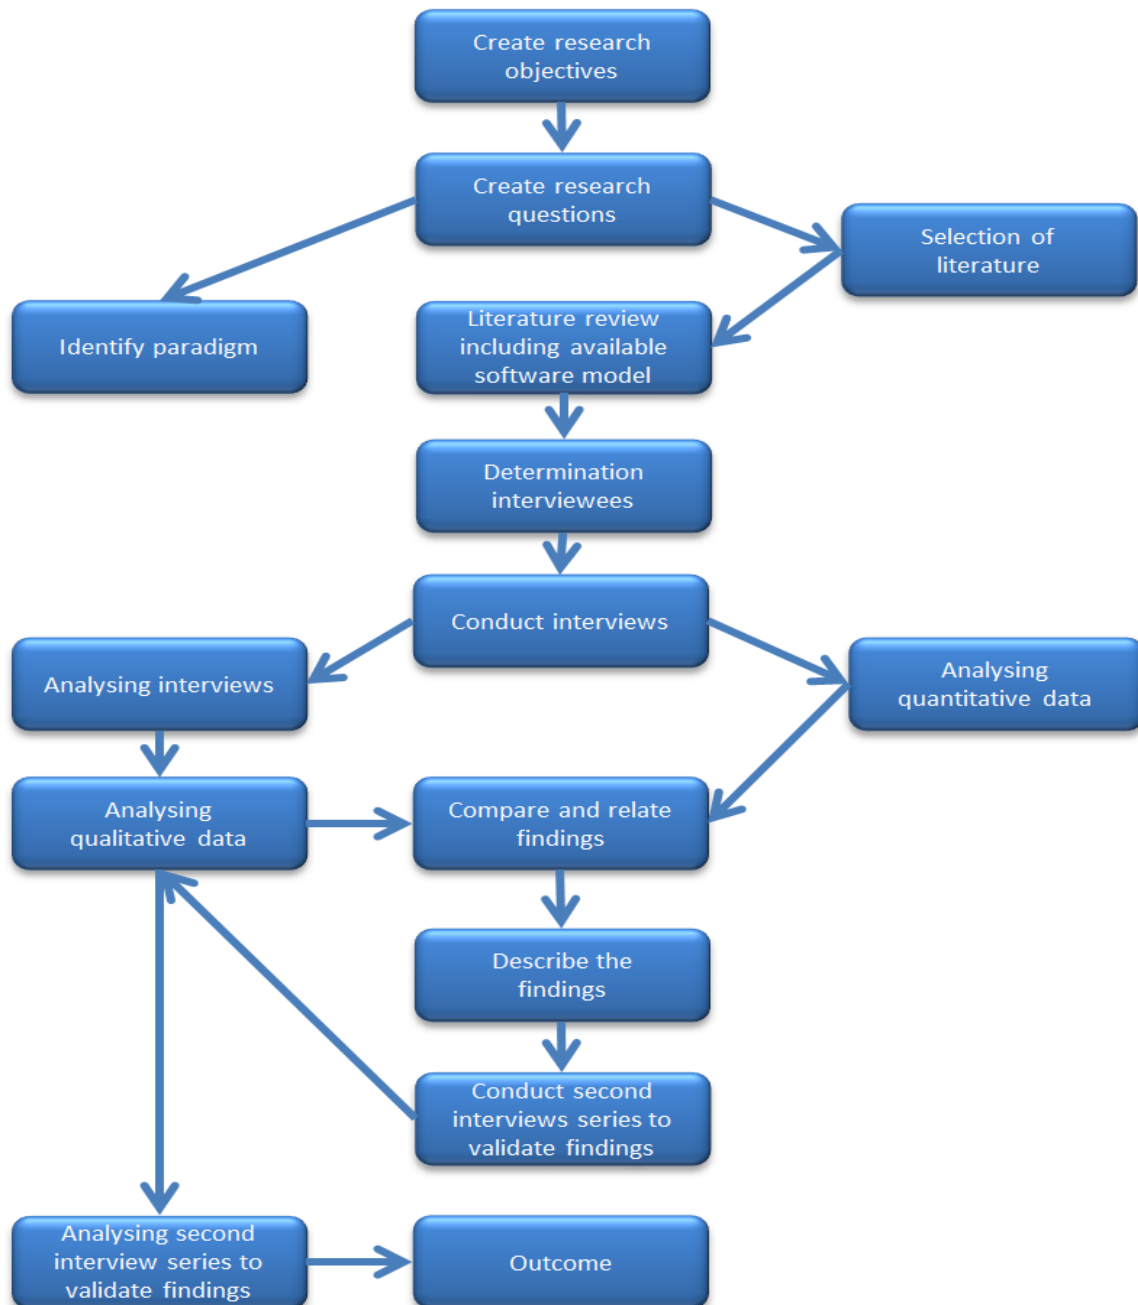 Create research
objectives
Create research
questions
Selection of
literature
Identify paradigm
Literature review
including available
software model
Determination
interviewees
Conduct interviews
Analysing interviews
Analysing
quantitative data
Analysing
qualitative data
Compare and relate
findings
Describe the
findings
Conduct second
interviews series to
validate findings
Analysing second
interview series to
validate findings
Outcome